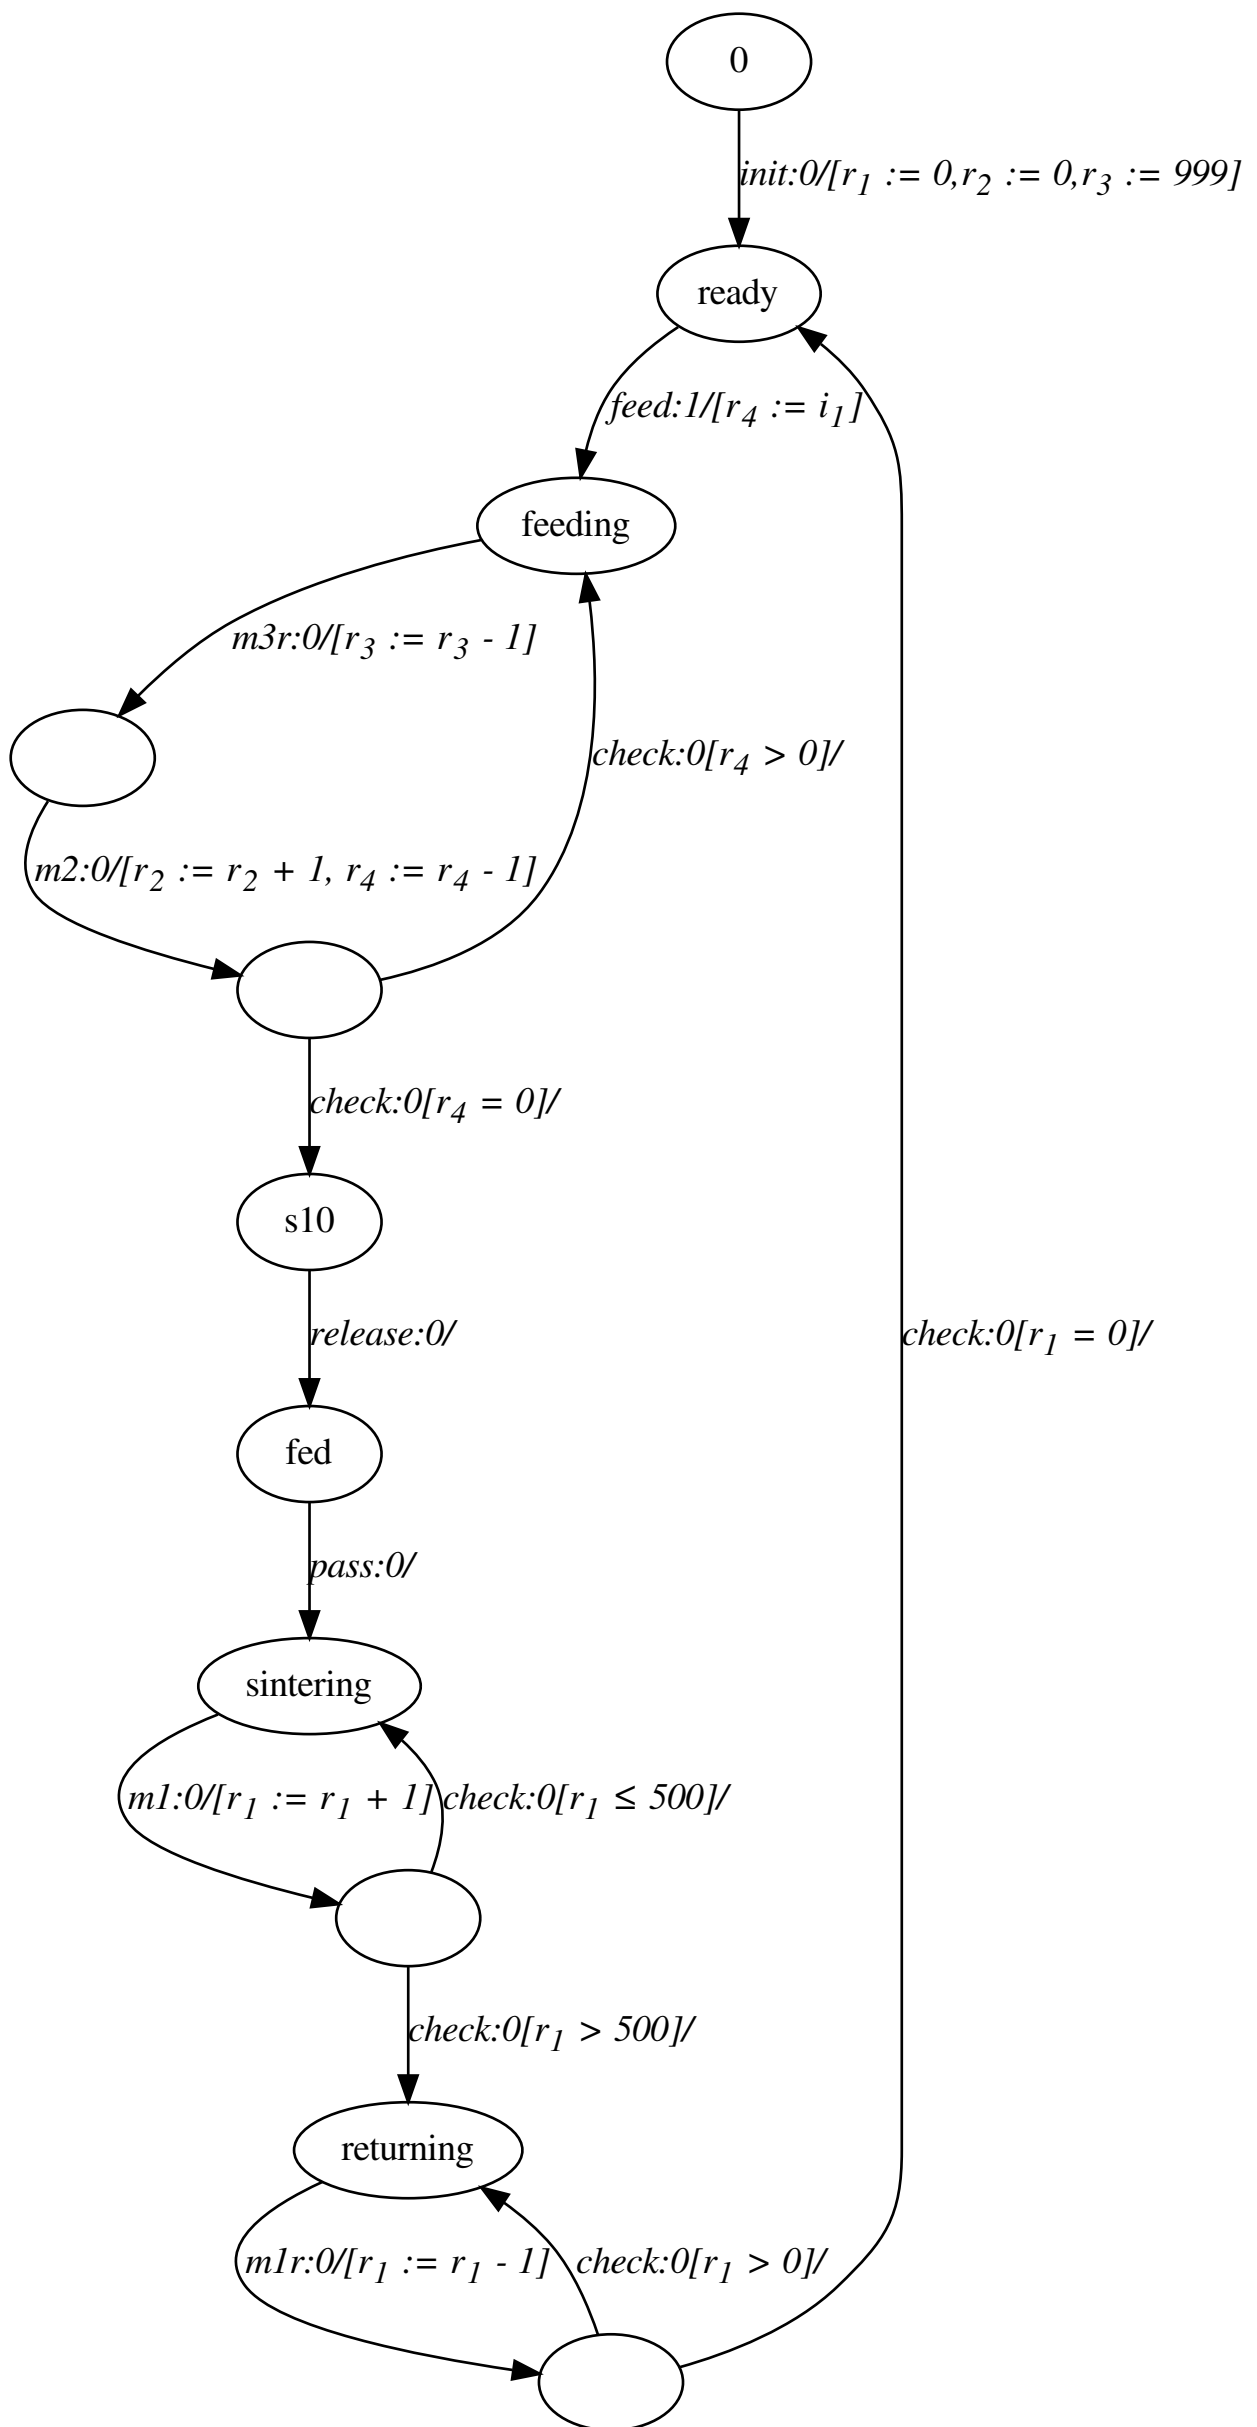 0
init:0/[r₁ := 0,r₂ := 0,r₃ := 999]
ready
feed:1/[r₄ := i₁]
feeding
m3r:0/[r₃ := r₃ - 1]
check:0[r₄ > 0]/
m2:0/[r₂ := r₂ + 1, r₄ := r₄ - 1]
check:0[r₄ = 0]/
s10
release:0/
check:0[r₁ = 0]/
fed
pass:0/
sintering
m1:0/[r₁ := r₁ + 1]
check:0[r₁ ≤ 500]/
check:0[r₁ > 500]/
returning
m1r:0/[r₁ := r₁ - 1]
check:0[r₁ > 0]/